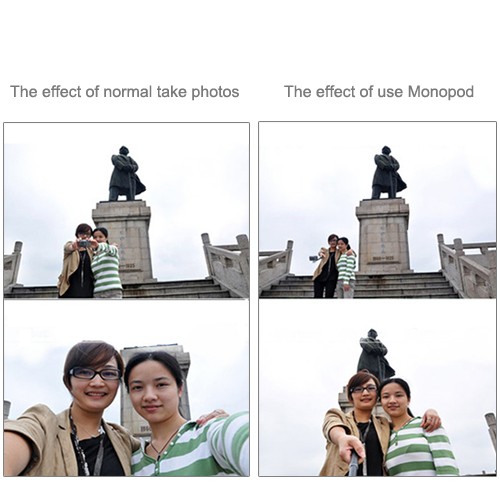 The effect of normal take photos
The effect of use Monopod